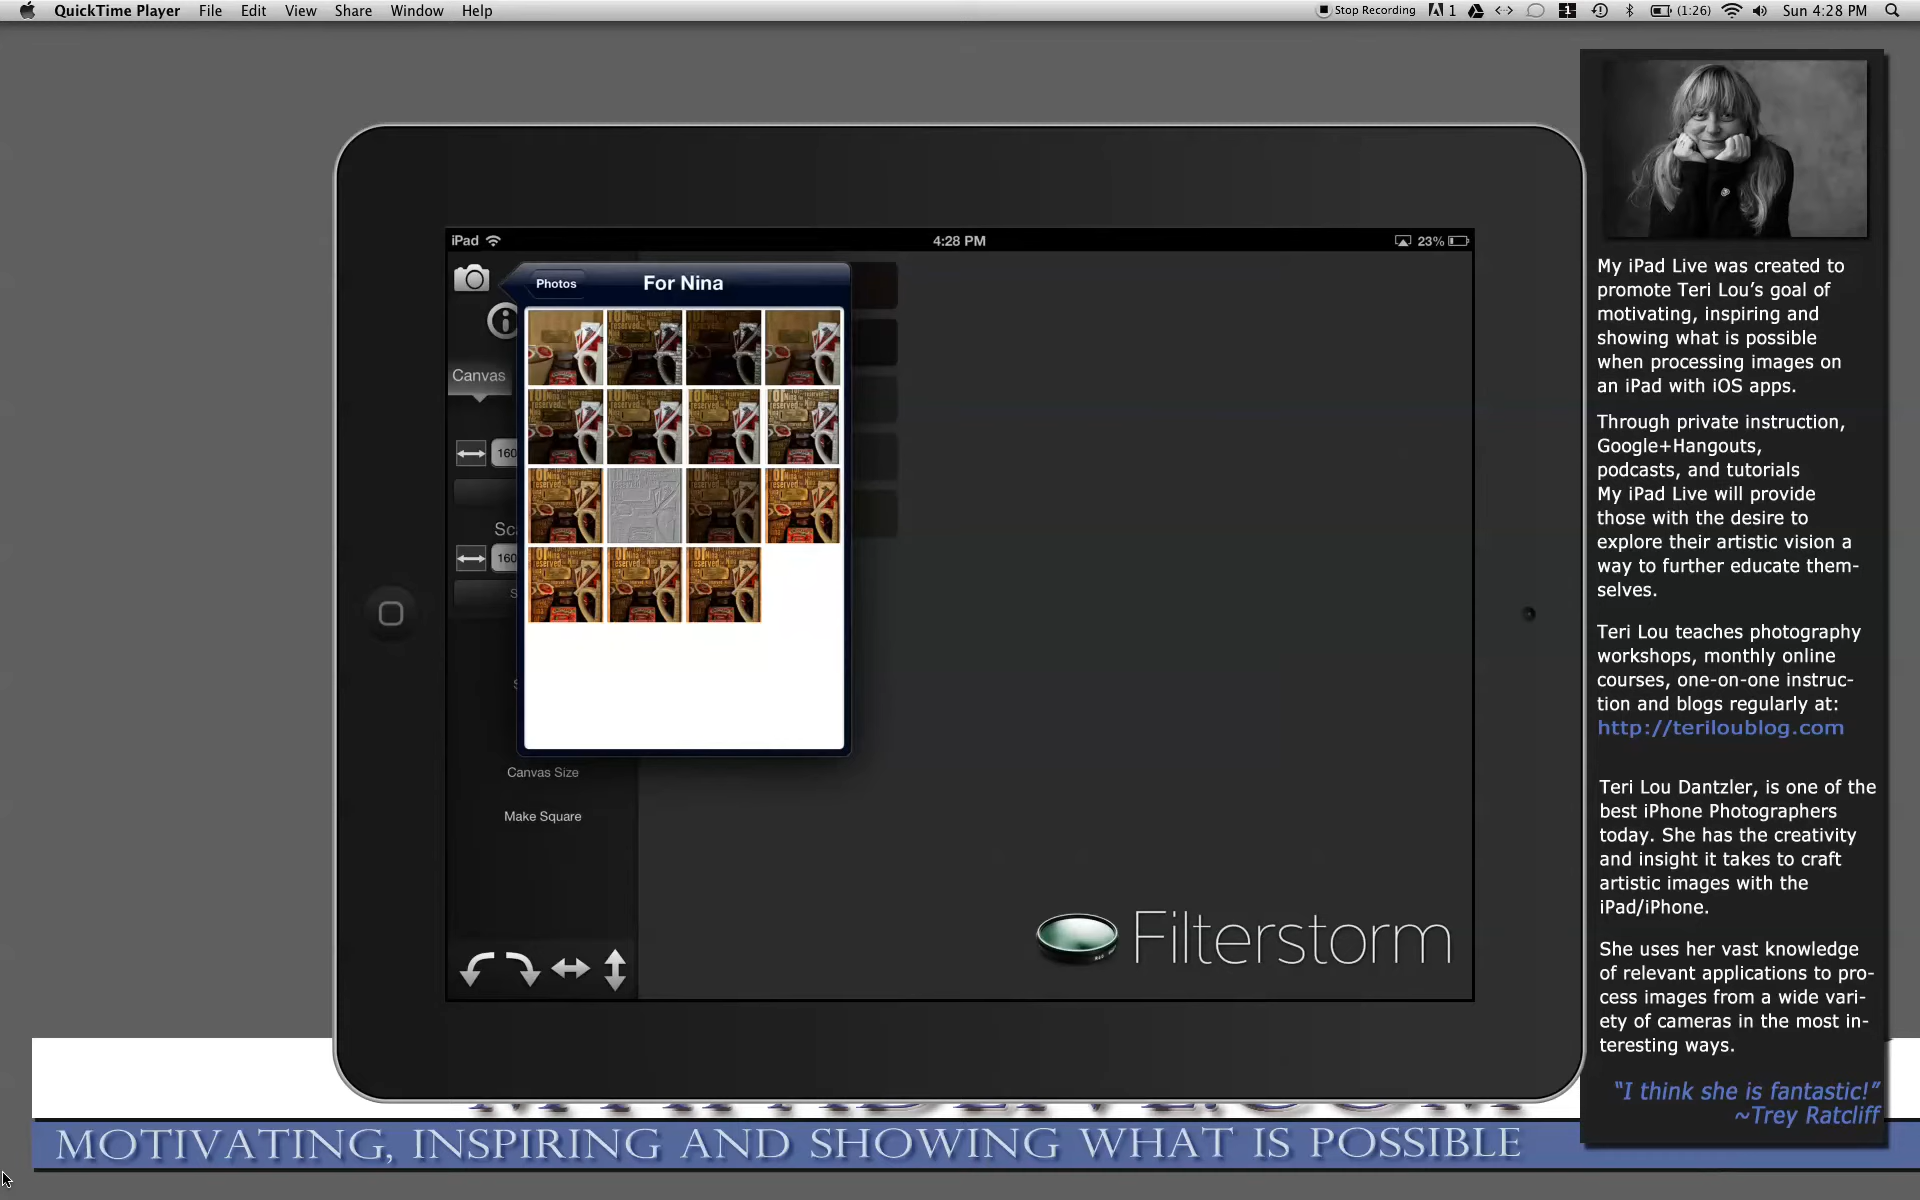 QuickTime Player File Edit View Share Window Help
Stop Recording 1 (1:26) Sun 4:28 PM
iPad 4:28 PM 23%
Photos For Nina
Canvas
160
Sc
160
S
Canvas Size
Make Square
Filterstorm
My iPad Live was created to
promote Teri Lou's goal of
motivating, inspiring and
showing what is possible
when processing images on
an iPad with iOS apps.
Through private instruction,
Google+Hangouts,
podcasts, and tutorials
My iPad Live will provide
those with the desire to
explore their artistic vision a
way to further educate them-
selves.
Teri Lou teaches photography
workshops, monthly online
courses, one-on-one instruc-
tion and blogs regularly at:
http://teriloublog.com
Teri Lou Dantzler, is one of the
best iPhone Photographers
today. She has the creativity
and insight it takes to craft
artistic images with the
iPad/iPhone.
She uses her vast knowledge
of relevant applications to pro-
cess images from a wide vari-
ety of cameras in the most in-
teresting ways.
"I think she is fantastic!"
~Trey Ratcliff
MOTIVATING, INSPIRING AND SHOWING WHAT IS POSSIBLE